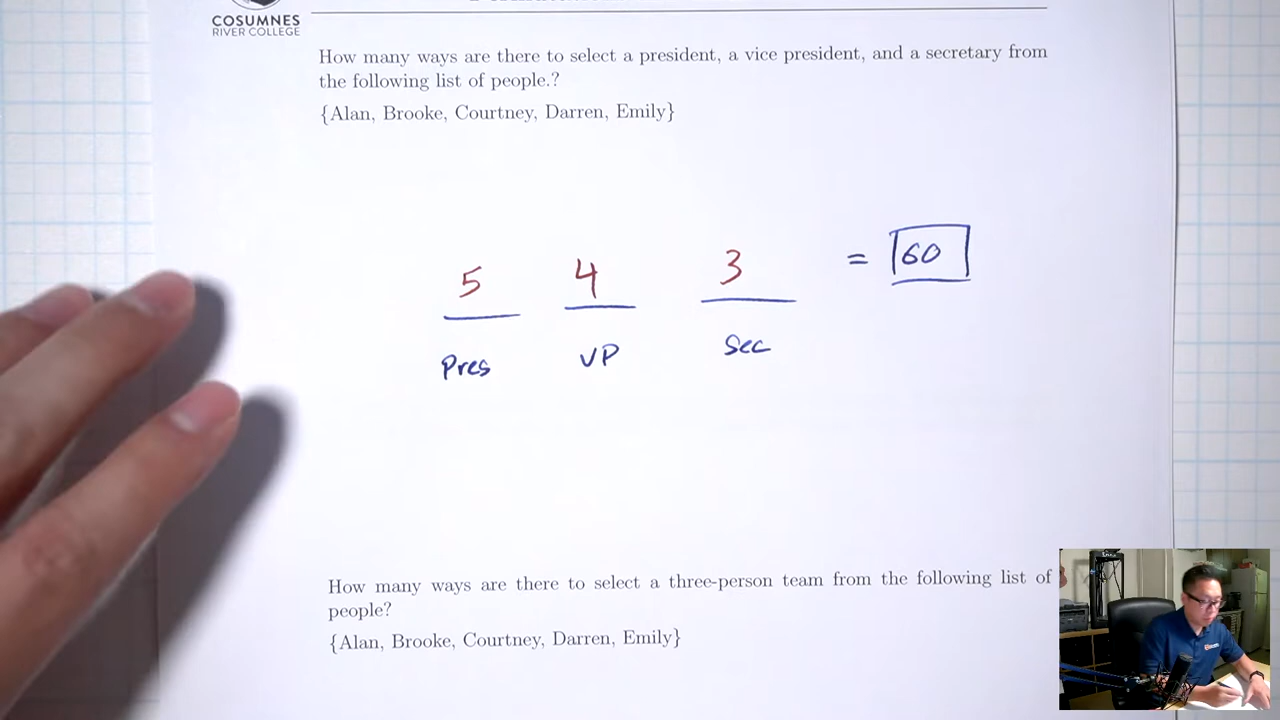 COSUMNES
RIVER COLLEGE
How many ways are there to select a president, a vice president, and a secretary from
the following list of people.?
{Alan, Brooke, Courtney, Darren, Emily}
5 4 3 = 60
Pres VP Sec
How many ways are there to select a three-person team from the following list of
people?
{Alan, Brooke, Courtney, Darren, Emily}